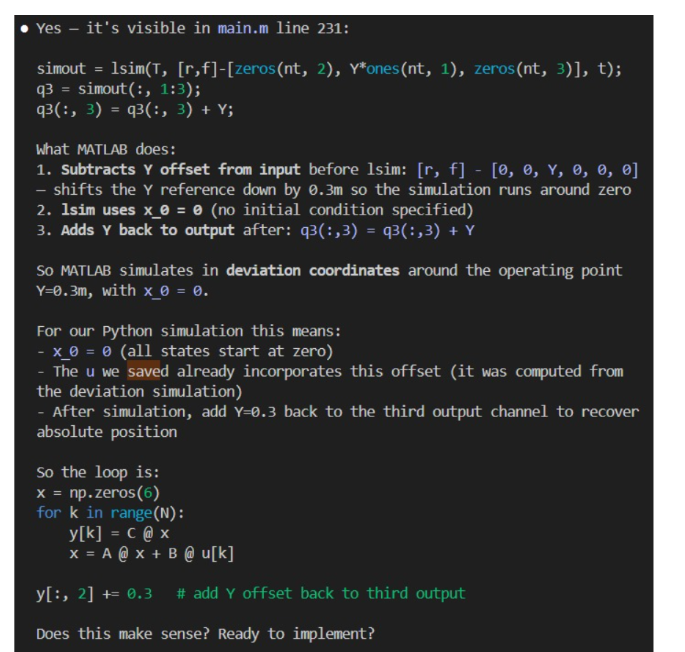 ● Yes — it's visible in main.m line 231:
simout = lsim(T, [r,f]-[zeros(nt, 2), Y*ones(nt, 1), zeros(nt, 3)], t);
q3 = simout(:, 1:3);
q3(:, 3) = q3(:, 3) + Y;
What MATLAB does:
1. Subtracts Y offset from input before lsim: [r, f] - [0, 0, Y, 0, 0, 0]
— shifts the Y reference down by 0.3m so the simulation runs around zero
2. lsim uses x_0 = 0 (no initial condition specified)
3. Adds Y back to output after: q3(:,3) = q3(:,3) + Y
So MATLAB simulates in deviation coordinates around the operating point
Y=0.3m, with x_0 = 0.
For our Python simulation this means:
- x_0 = 0 (all states start at zero)
- The u we saved already incorporates this offset (it was computed from
the deviation simulation)
- After simulation, add Y=0.3 back to the third output channel to recover
absolute position
So the loop is:
x = np.zeros(6)
for k in range(N):
    y[k] = C @ x
    x = A @ x + B @ u[k]
y[:, 2] += 0.3   # add Y offset back to third output
Does this make sense? Ready to implement?